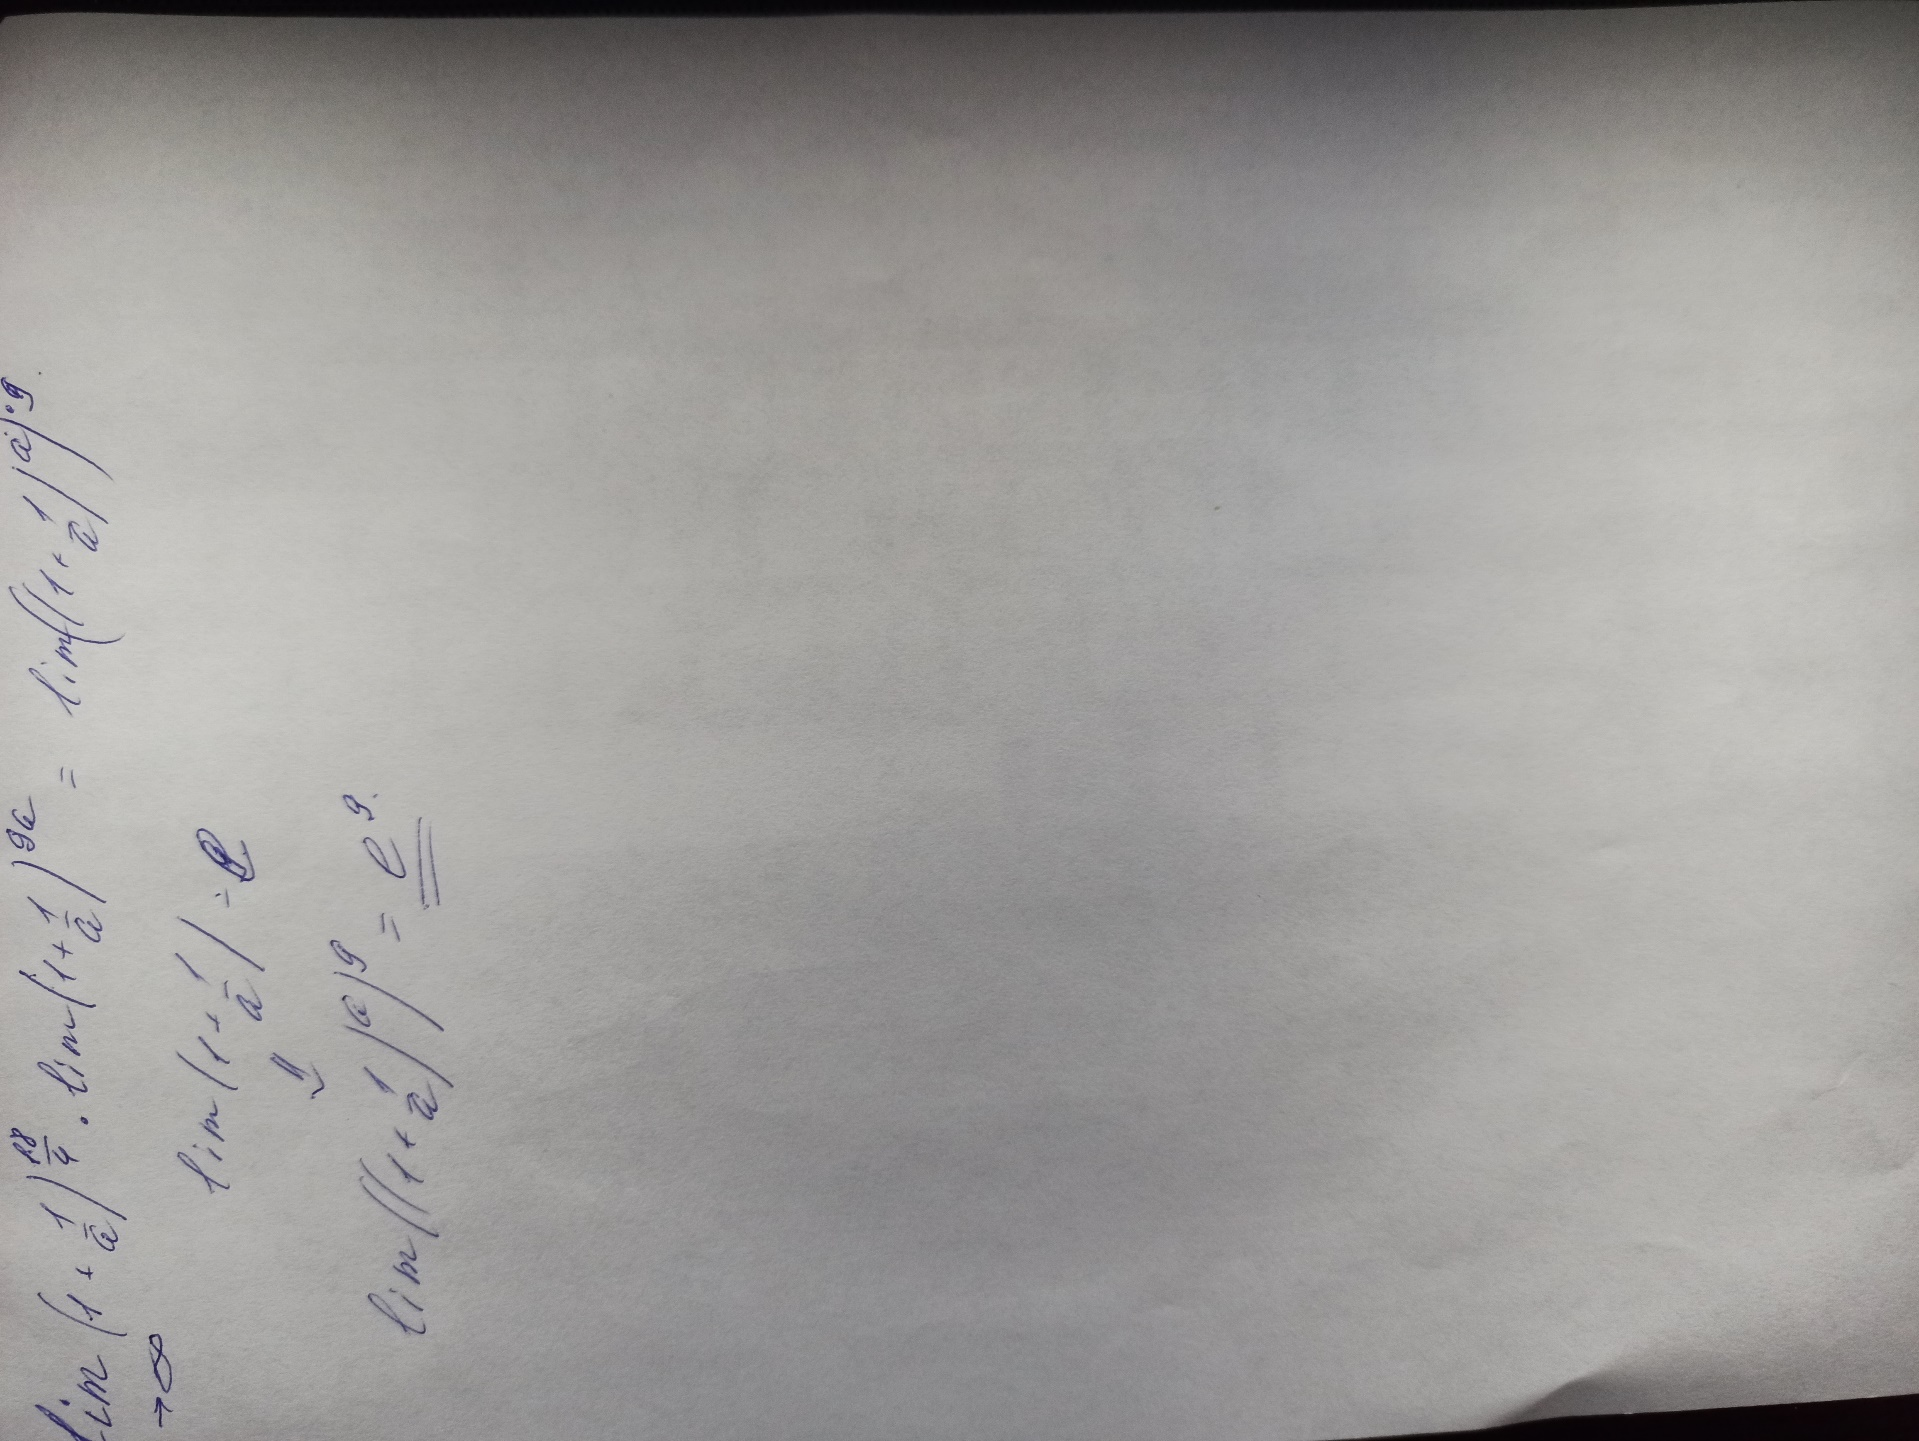 lim (1 + 1/a)^(/4) · lim (1 + 1/a)^9a = lim ((1 + 1/a)^a)^·9.
→ ∞
lim (1 + 1/a) = e
⇓
lim ((1 + 1/a)^a)^9 = e^9.